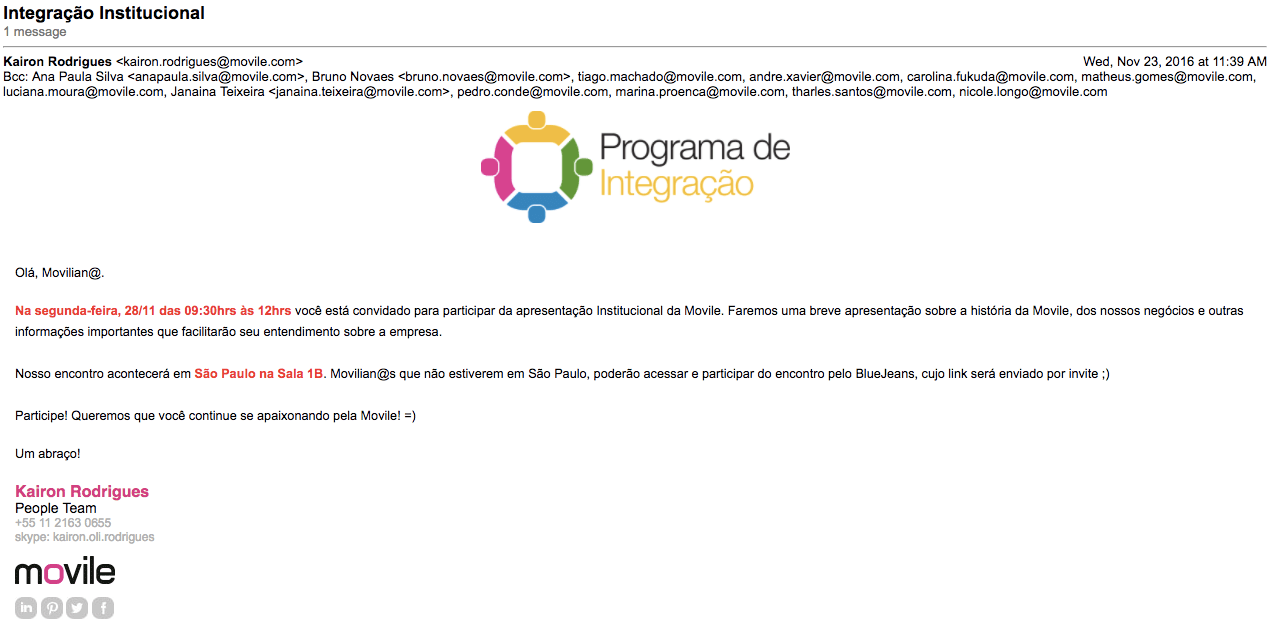 Integração Institucional
1 message
Kairon Rodrigues <kairon.rodrigues@movile.com> Wed, Nov 23, 2016 at 11:39 AM
Bcc: Ana Paula Silva <anapaula.silva@movile.com>, Bruno Novaes <bruno.novaes@movile.com>, tiago.machado@movile.com, andre.xavier@movile.com, carolina.fukuda@movile.com, matheus.gomes@movile.com,
luciana.moura@movile.com, Janaina Teixeira <janaina.teixeira@movile.com>, pedro.conde@movile.com, marina.proenca@movile.com, tharles.santos@movile.com, nicole.longo@movile.com
Programa de
Integração
Olá, Movilian@.
Na segunda-feira, 28/11 das 09:30hrs às 12hrs você está convidado para participar da apresentação Institucional da Movile. Faremos uma breve apresentação sobre a história da Movile, dos nossos negócios e outras
informações importantes que facilitarão seu entendimento sobre a empresa.
Nosso encontro acontecerá em São Paulo na Sala 1B. Movilian@s que não estiverem em São Paulo, poderão acessar e participar do encontro pelo BlueJeans, cujo link será enviado por invite ;)
Participe! Queremos que você continue se apaixonando pela Movile! =)
Um abraço!
Kairon Rodrigues
People Team
+55 11 2163 0655
skype: kairon.oli.rodrigues
movile